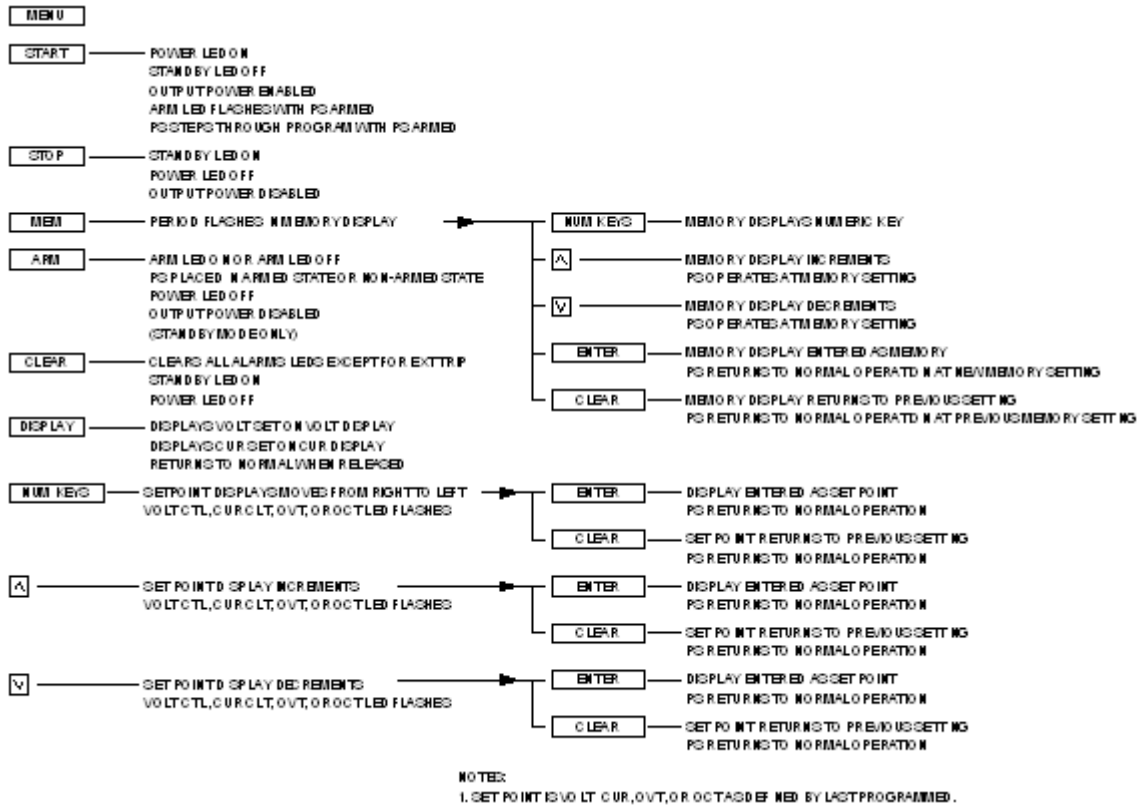 MENU
START
POWER LED ON
STANDBY LED OFF
OUTPUT POWER ENABLED
ARM LED FLASHES WITH PS ARMED
PS STEPS THROUGH PROGRAM WITH PS ARMED
STOP
STANDBY LED ON
POWER LED OFF
OUTPUT POWER DISABLED
MEM
PERIOD FLASHES IN MEMORY DISPLAY
NUM KEYS
MEMORY DISPLAYS NUMERIC KEY
^
MEMORY DISPLAY INCREMENTS
PS OPERATES AT MEMORY SETTING
V
MEMORY DISPLAY DECREMENTS
PS OPERATES AT MEMORY SETTING
ENTER
MEMORY DISPLAY ENTERED AS MEMORY
PS RETURNS TO NORMAL OPERATION AT NEW MEMORY SETTING
CLEAR
MEMORY DISPLAY RETURNS TO PREVIOUS SETTING
PS RETURNS TO NORMAL OPERATION AT PREVIOUS MEMORY SETTING
ARM
ARM LED ON OR ARM LED OFF
PS PLACED IN ARMED STATE OR NON-ARMED STATE
POWER LED OFF
OUTPUT POWER DISABLED
(STANDBY MODE ONLY)
CLEAR
CLEARS ALL ALARMS LEDS EXCEPT FOR EXT TRIP
STANDBY LED ON
POWER LED OFF
DISPLAY
DISPLAYS VOLT SET ON VOLT DISPLAY
DISPLAYS CUR SET ON CUR DISPLAY
RETURNS TO NORMAL WHEN RELEASED
NUM KEYS
SETPOINT DISPLAYS MOVES FROM RIGHT TO LEFT
VOLT CTL, CUR CLT, OVT, OR OCT LED FLASHES
ENTER
DISPLAY ENTERED AS SET POINT
PS RETURNS TO NORMAL OPERATION
CLEAR
SET POINT RETURNS TO PREVIOUS SETTING
PS RETURNS TO NORMAL OPERATION
^
SET POINT DISPLAY INCREMENTS
VOLT CTL, CUR CLT, OVT, OR OCT LED FLASHES
ENTER
DISPLAY ENTERED AS SET POINT
PS RETURNS TO NORMAL OPERATION
CLEAR
SET POINT RETURNS TO PREVIOUS SETTING
PS RETURNS TO NORMAL OPERATION
V
SET POINT DISPLAY DECREMENTS
VOLT CTL, CUR CLT, OVT, OR OCT LED FLASHES
ENTER
DISPLAY ENTERED AS SET POINT
PS RETURNS TO NORMAL OPERATION
CLEAR
SET POINT RETURNS TO PREVIOUS SETTING
PS RETURNS TO NORMAL OPERATION
NOTES:
1. SET POINT IS VOLT CUR, OVT, OR OCT AS DEFINED BY LAST PROGRAMMED.